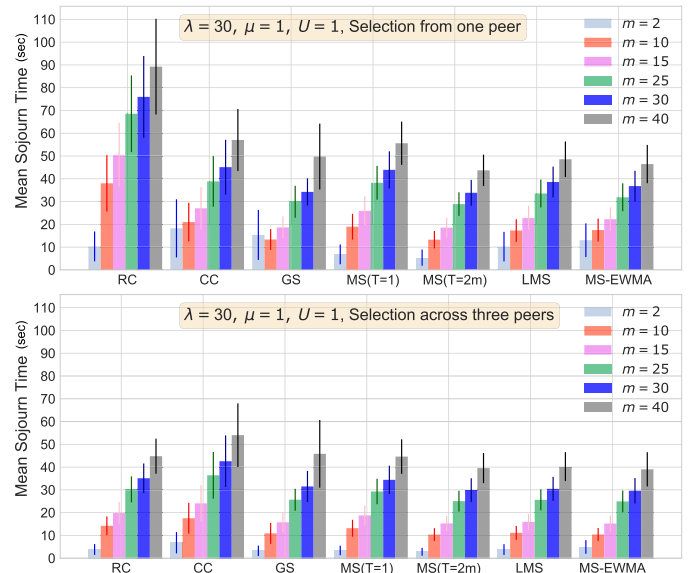 λ = 30, μ = 1, U = 1, Selection from one peer
Mean Sojourn Time (sec)
110
100
90
80
70
60
50
40
30
20
10
0
m = 2
m = 10
m = 15
m = 25
m = 30
m = 40
RC CC GS MS(T=1) MS(T=2m) LMS MS-EWMA
λ = 30, μ = 1, U = 1, Selection across three peers
Mean Sojourn Time (sec)
110
100
90
80
70
60
50
40
30
20
10
0
m = 2
m = 10
m = 15
m = 25
m = 30
m = 40
RC CC GS MS(T=1) MS(T=2m) LMS MS-EWMA